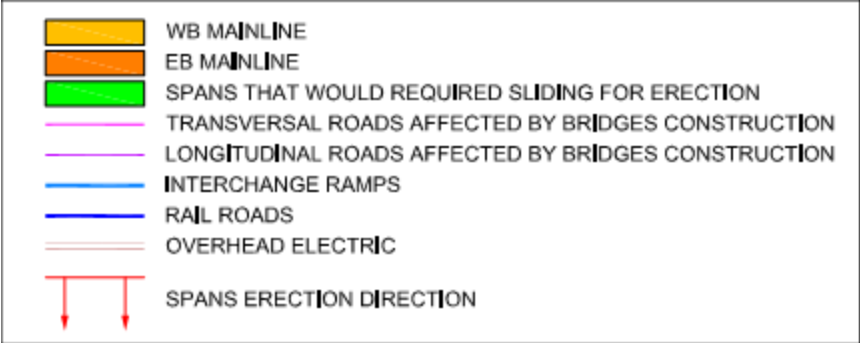 WB MAINLINE
EB MAINLINE
SPANS THAT WOULD REQUIRED SLIDING FOR ERECTION
TRANSVERSAL ROADS AFFECTED BY BRIDGES CONSTRUCTION
LONGITUDINAL ROADS AFFECTED BY BRIDGES CONSTRUCTION
INTERCHANGE RAMPS
RAIL ROADS
OVERHEAD ELECTRIC
SPANS ERECTION DIRECTION